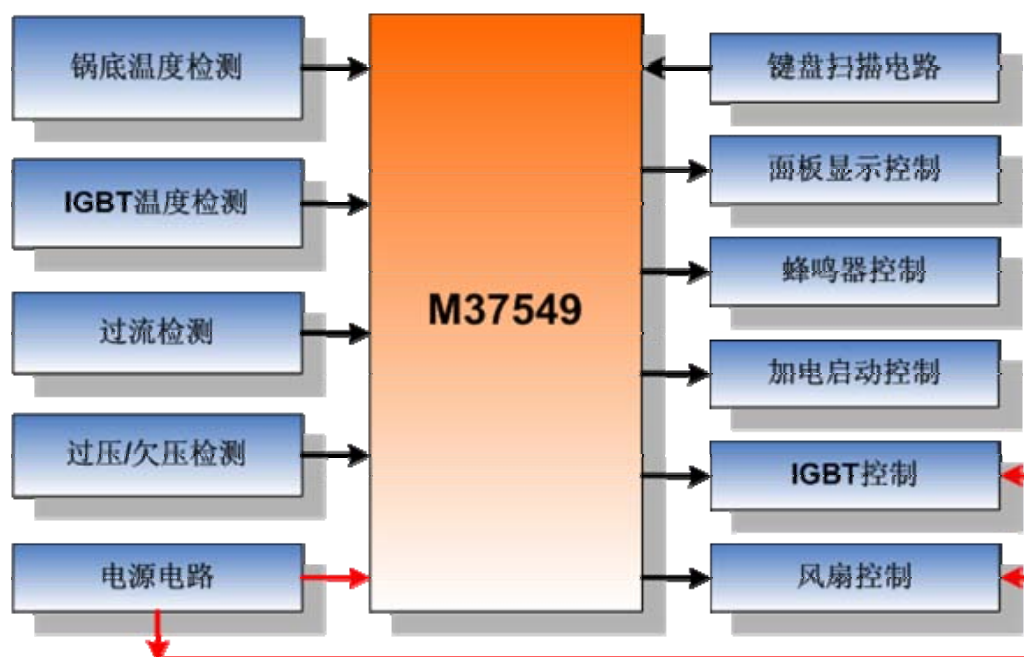 锅底温度检测
IGBT温度检测
过流检测
过压/欠压检测
电源电路
M37549
键盘扫描电路
面板显示控制
蜂鸣器控制
加电启动控制
IGBT控制
风扇控制